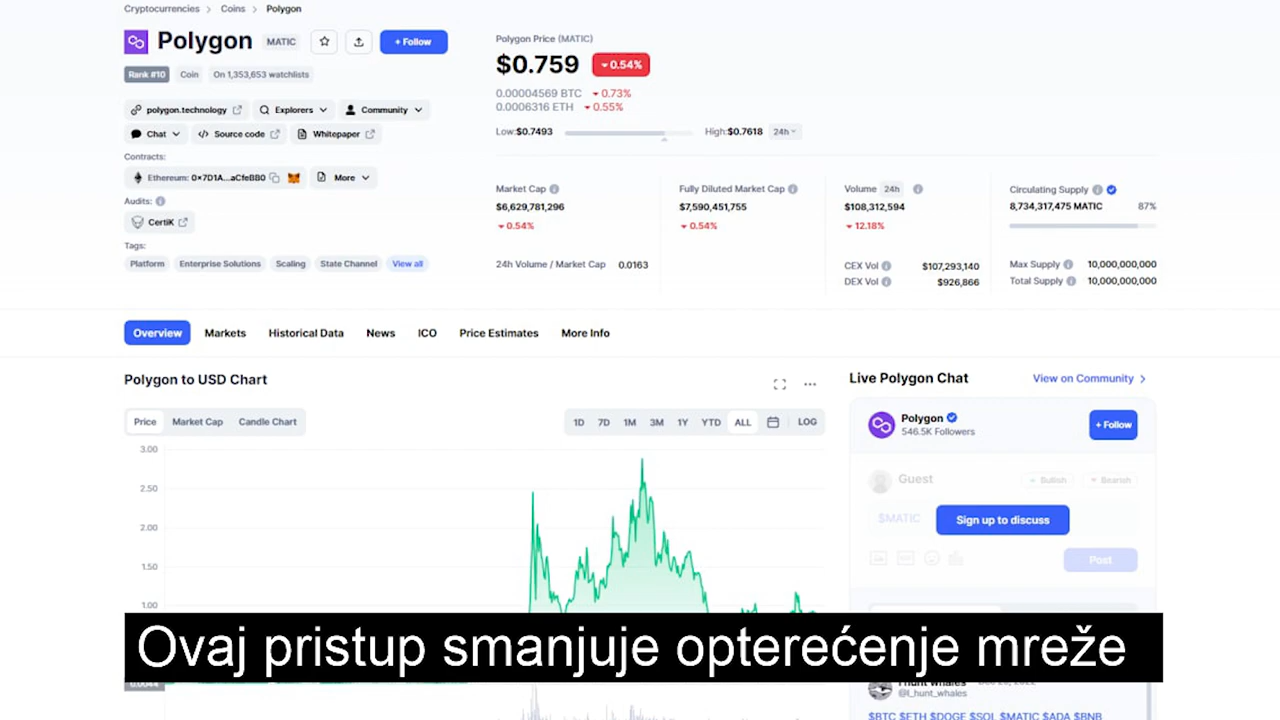 Cryptocurrencies > Coins > Polygon
Polygon MATIC + Follow
Rank #10 Coin On 1,353,653 watchlists
polygon.technology Explorers Community
Chat Source code Whitepaper
Contracts:
Ethereum: 0x7D1A...aCfeBB0 More
Audits:
CertiK
Tags:
Platform Enterprise Solutions Scaling State Channel View all
Polygon Price (MATIC)
$0.759 0.54%
0.00004569 BTC 0.73%
0.0006316 ETH 0.55%
Low:$0.7493 High:$0.7618 24h
Market Cap
$6,629,781,296
0.54%
24h Volume / Market Cap 0.0163
Fully Diluted Market Cap
$7,590,451,755
0.54%
Volume 24h
$108,312,594
12.18%
CEX Vol $107,293,140
DEX Vol $926,866
Circulating Supply
8,734,317,475 MATIC 87%
Max Supply 10,000,000,000
Total Supply 10,000,000,000
Overview Markets Historical Data News ICO Price Estimates More Info
Polygon to USD Chart
Price Market Cap Candle Chart 1D 7D 1M 3M 1Y YTD ALL LOG
3.00
2.50
2.00
1.50
1.00
Live Polygon Chat View on Community >
Polygon
546.5K Followers
+ Follow
Guest Bullish Bearish
$MATIC
Sign up to discuss
GIF
Post
Ovaj pristup smanjuje opterećenje mreže
@l_hunt_whales
$BTC $ETH $DOGE $SOL $MATIC $ADA $BNB